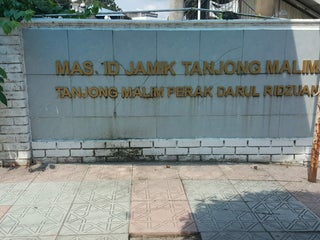 MAS. ID JAMIK TANJONG MALIM
TANJONG MALIM PERAK DARUL RIDZUAN